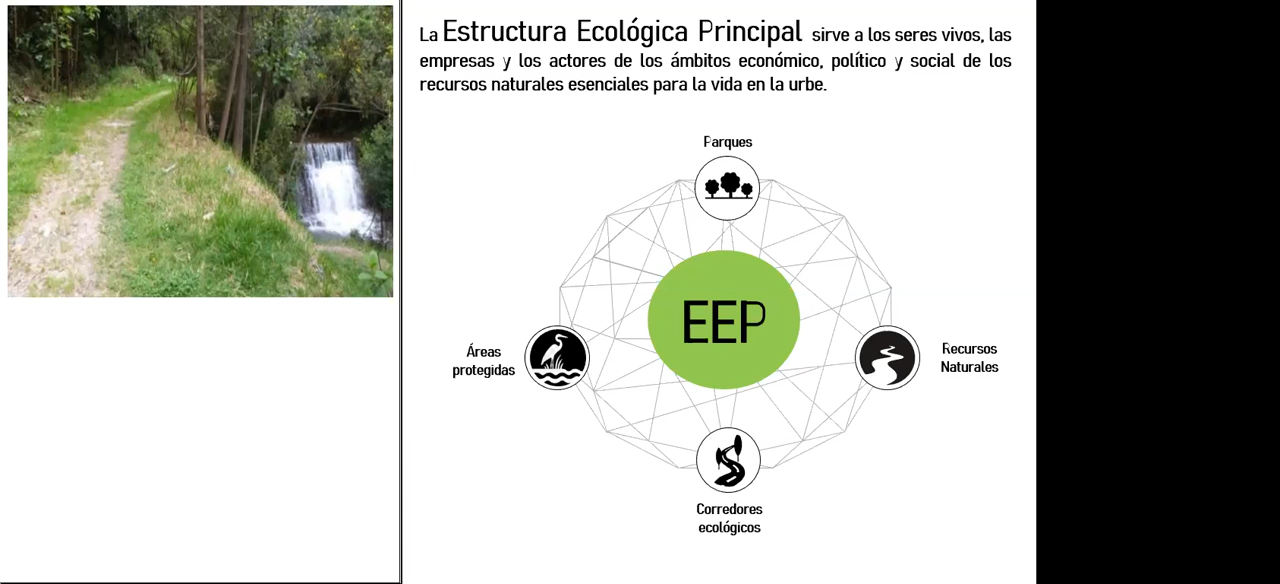 La Estructura Ecológica Principal sirve a los seres vivos, las
empresas y los actores de los ámbitos económico, político y social de los
recursos naturales esenciales para la vida en la urbe.
Parques
EEP
Áreas
protegidas
Recursos
Naturales
Corredores
ecológicos